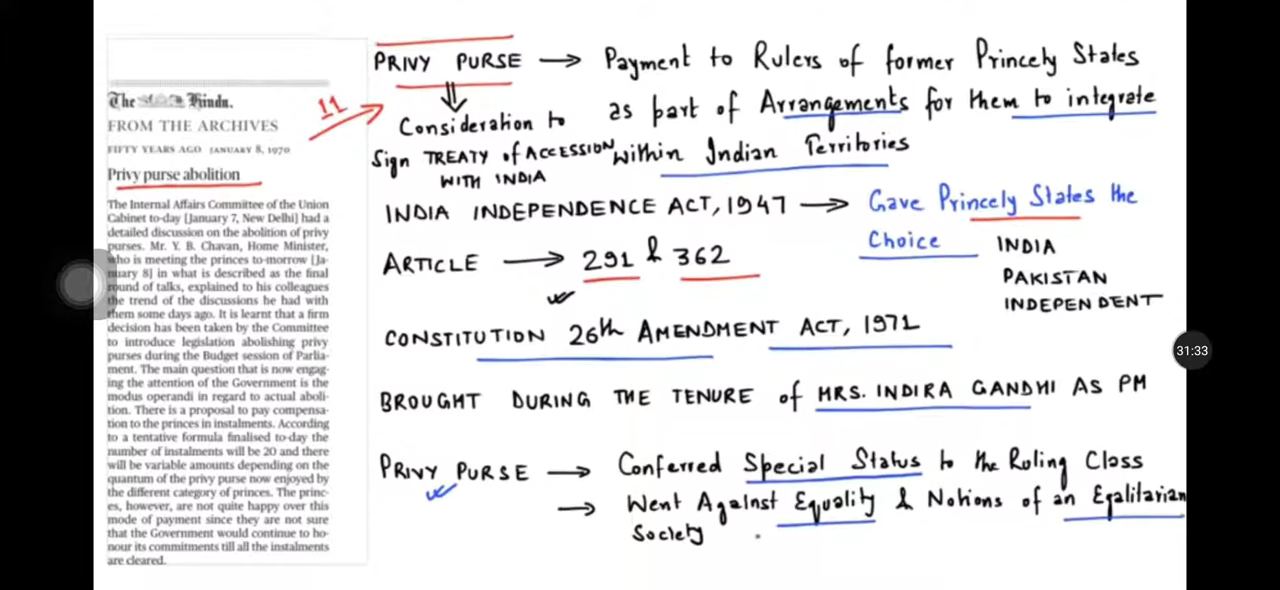 The Hindu.
FROM THE ARCHIVES
FIFTY YEARS AGO JANUARY 8, 1970
Privy purse abolition
The Internal Affairs Committee of the Union
Cabinet to-day [January 7, New Delhi] had a
detailed discussion on the abolition of privy
purses. Mr. Y. B. Chavan, Home Minister,
who is meeting the princes to-morrow [Ja-
nuary 8] in what is described as the final
round of talks, explained to his colleagues
the trend of the discussions he had with
them some days ago. It is learnt that a firm
decision has been taken by the Committee
to introduce legislation abolishing privy
purses during the Budget session of Parlia-
ment. The main question that is now engag-
ing the attention of the Government is the
modus operandi in regard to actual aboli-
tion. There is a proposal to pay compensa-
tion to the princes in instalments. According
to a tentative formula finalised to-day the
number of instalments will be 20 and there
will be variable amounts depending on the
quantum of the privy purse now enjoyed by
the different category of princes. The princ-
es, however, are not quite happy over this
mode of payment since they are not sure
that the Government would continue to ho-
nour its commitments till all the instalments
are cleared.
11
PRIVY PURSE → Payment to Rulers of former Princely States
as part of Arrangements for them to integrate
within Indian Territories
Consideration to
Sign TREATY of ACCESSION
WITH INDIA
INDIA INDEPENDENCE ACT, 1947 → Gave Princely States the
Choice
INDIA
PAKISTAN
INDEPENDENT
ARTICLE → 291 & 362
CONSTITUTION 26th AMENDMENT ACT, 1971
BROUGHT DURING THE TENURE of MRS. INDIRA GANDHI AS PM
PRIVY PURSE → Conferred Special Status to the Ruling Class
→ Went Against Equality & Notions of an Egalitarian
Society
31:33